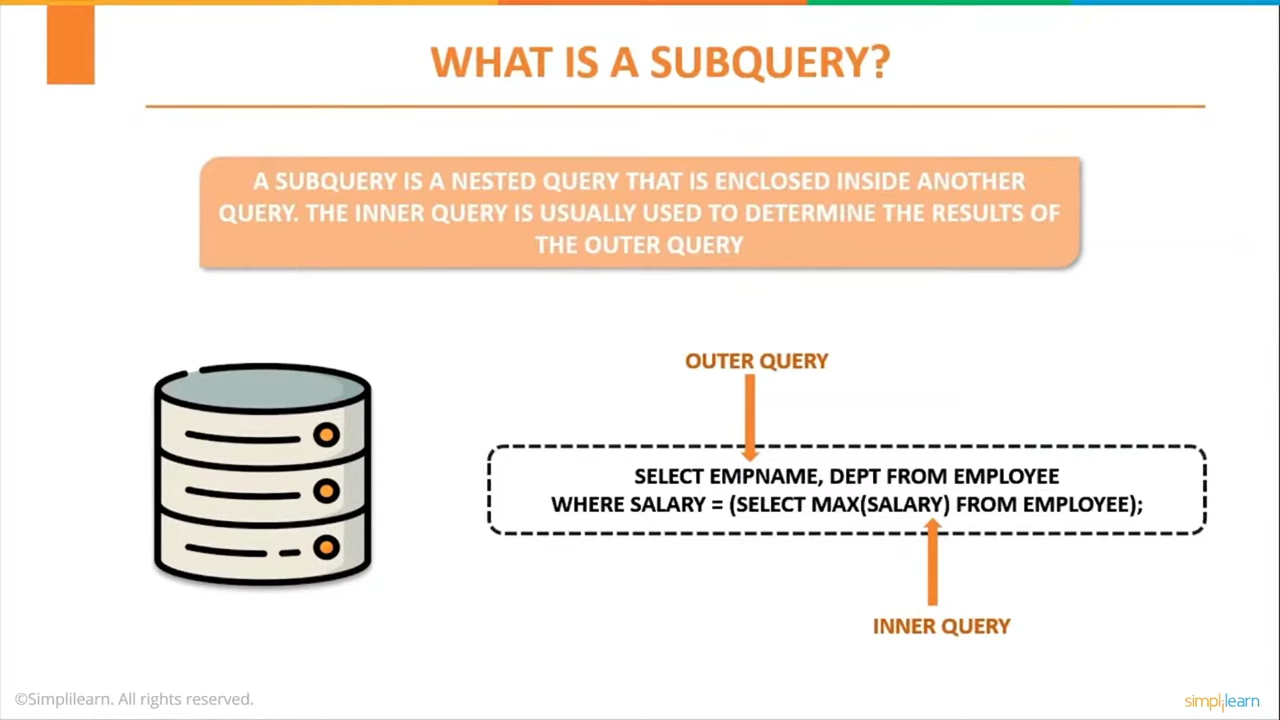 WHAT IS A SUBQUERY?
A SUBQUERY IS A NESTED QUERY THAT IS ENCLOSED INSIDE ANOTHER
QUERY. THE INNER QUERY IS USUALLY USED TO DETERMINE THE RESULTS OF
THE OUTER QUERY
OUTER QUERY
SELECT EMPNAME, DEPT FROM EMPLOYEE
WHERE SALARY = (SELECT MAX(SALARY) FROM EMPLOYEE);
INNER QUERY
©Simplilearn. All rights reserved.
simplilearn